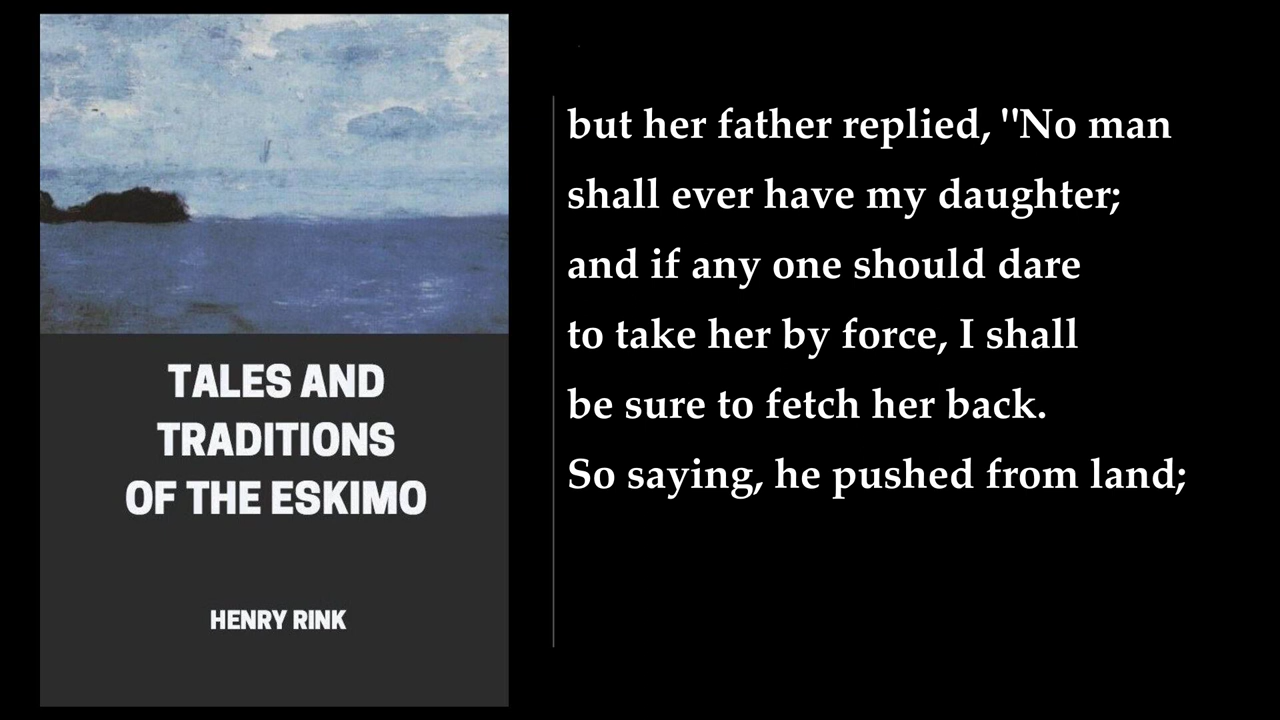 TALES AND
TRADITIONS
OF THE ESKIMO
HENRY RINK
but her father replied, "No man
shall ever have my daughter;
and if any one should dare
to take her by force, I shall
be sure to fetch her back.
So saying, he pushed from land;